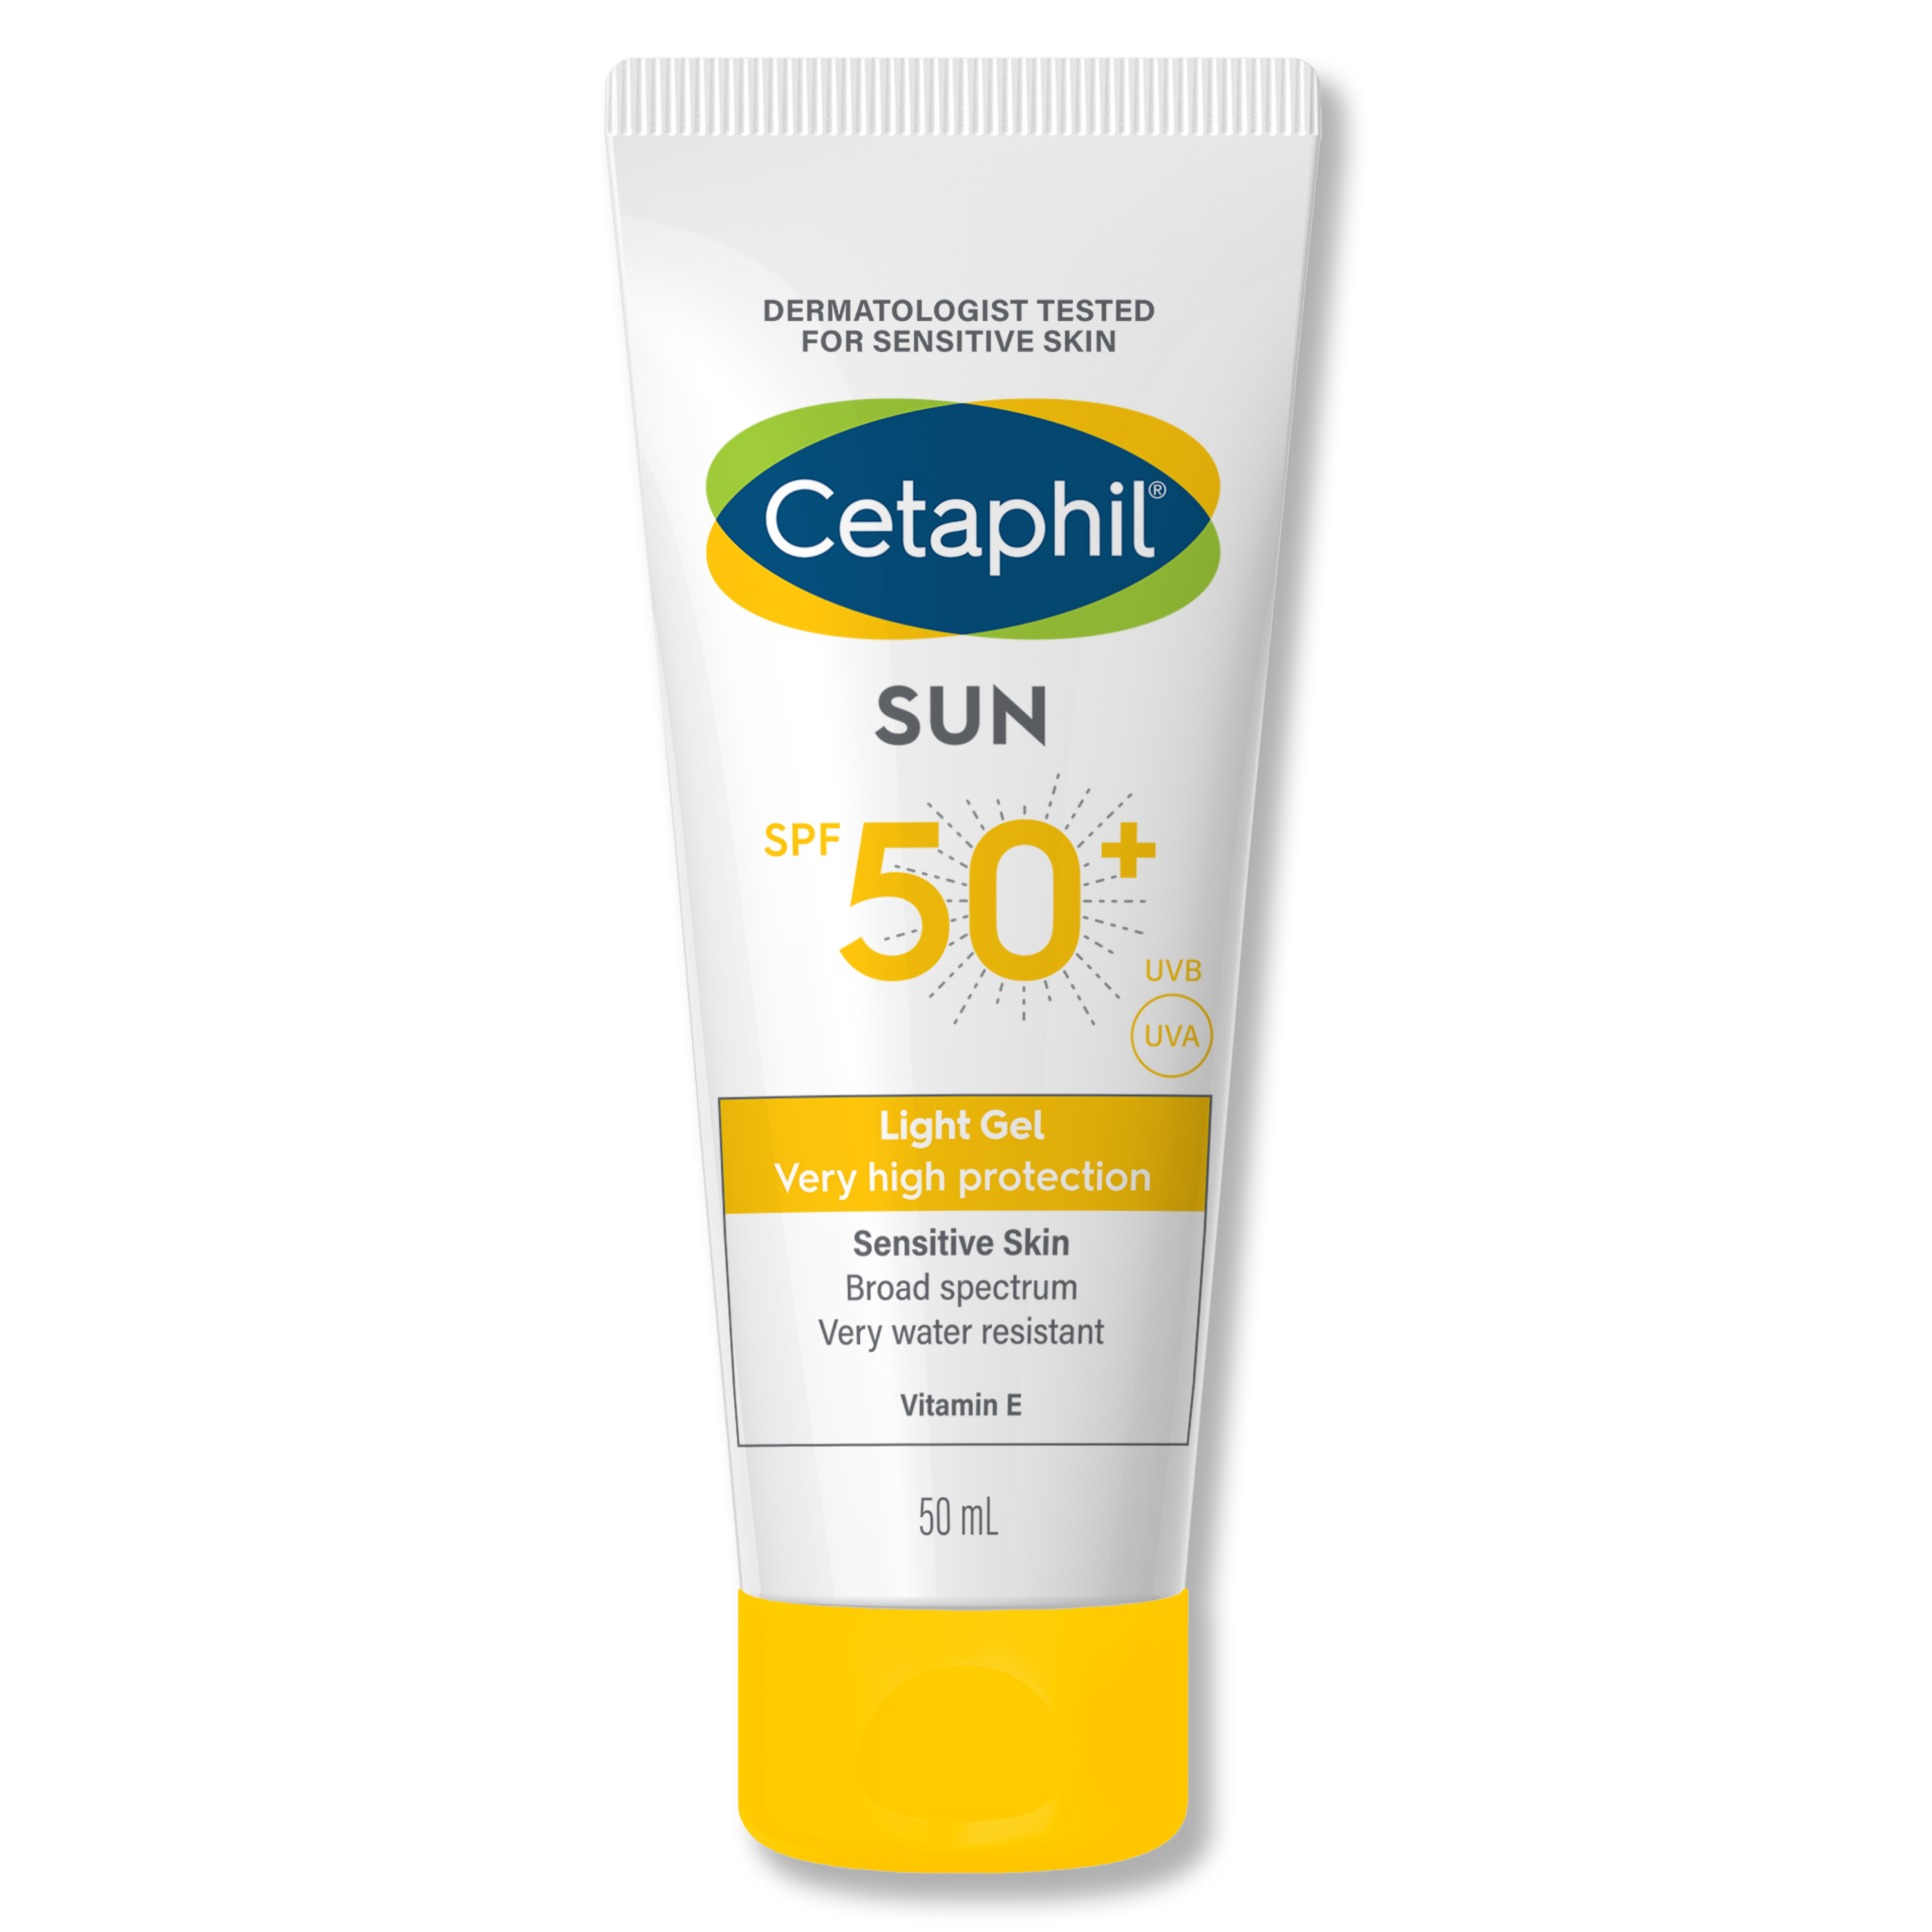 DERMATOLOGIST TESTED
FOR SENSITIVE SKIN
Cetaphil®
SUN
SPF 50+
UVB
UVA
Light Gel
Very high protection
Sensitive Skin
Broad spectrum
Very water resistant
Vitamin E
50 mL